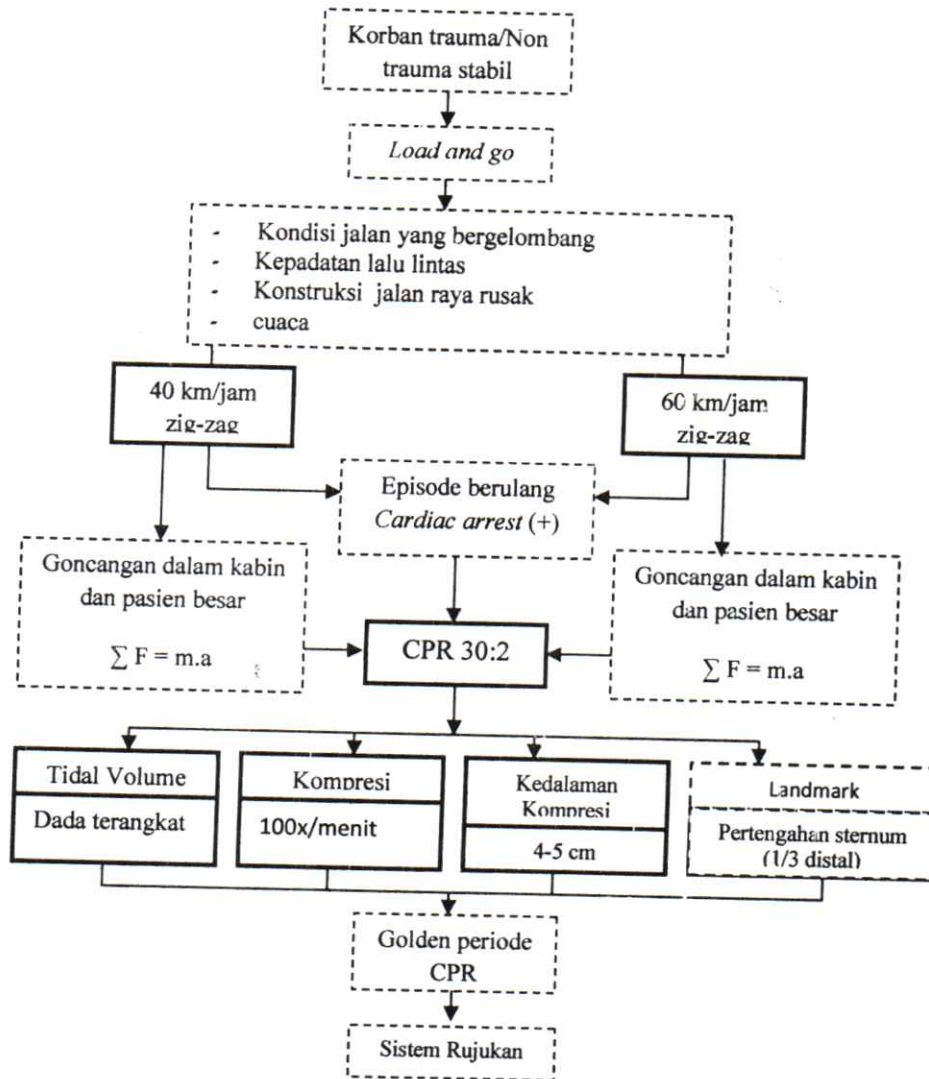 Korban trauma/Non
trauma stabil
Load and go
- Kondisi jalan yang bergelombang
- Kepadatan lalu lintas
- Konstruksi jalan raya rusak
- cuaca
40 km/jam
zig-zag
60 km/jam
zig-zag
Episode berulang
Cardiac arrest (+)
Goncangan dalam kabin
dan pasien besar
∑ F = m.a
Goncangan dalam kabin
dan pasien besar
∑ F = m.a
CPR 30:2
Tidal Volume
Dada terangkat
Kompresi
100x/menit
Kedalaman
Kompresi
4-5 cm
Landmark
Pertengahan sternum
(1/3 distal)
Golden periode
CPR
Sistem Rujukan